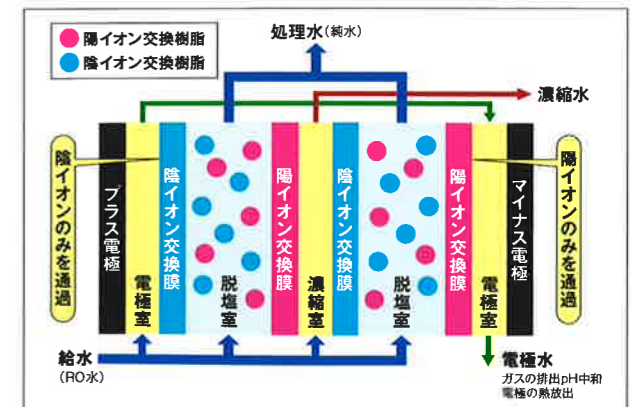 陽イオン交換樹脂
陰イオン交換樹脂
処理水(純水)
濃縮水
陰イオンのみを通過
プラス電極
電極室
陰イオン交換膜
脱塩室
陽イオン交換膜
濃縮室
陰イオン交換膜
脱塩室
陽イオン交換膜
電極室
マイナス電極
陽イオンのみを通過
給水
(RO水)
電極水
ガスの排出pH中和
電極の熱放出